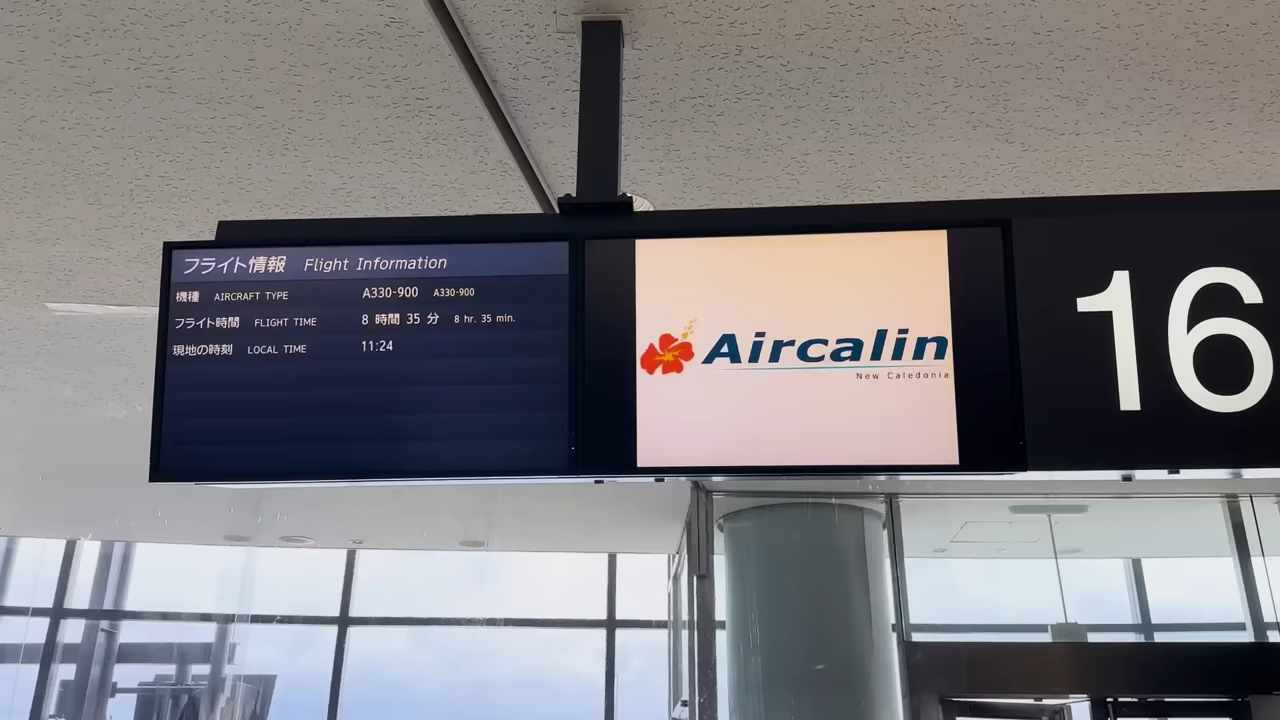 フライト情報 Flight Information
機種 AIRCRAFT TYPE A330-900 A330-900
フライト時間 FLIGHT TIME 8 時間 35 分 8 hr. 35 min.
現地の時刻 LOCAL TIME 11:24
Aircalin
New Caledonia
16